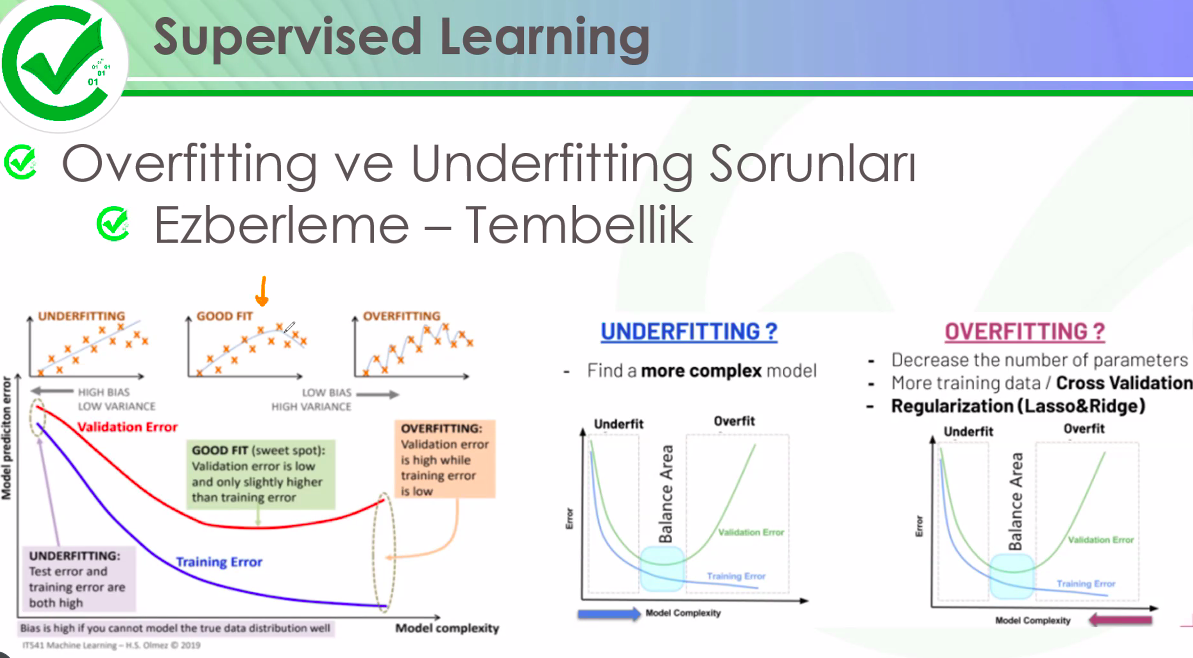 Supervised Learning
Overfitting ve Underfitting Sorunları
Ezberleme – Tembellik
UNDERFITTING
GOOD FIT
OVERFITTING
HIGH BIAS
LOW VARIANCE
LOW BIAS
HIGH VARIANCE
Model prediciton error
Validation Error
GOOD FIT (sweet spot):
Validation error is low
and only slightly higher
than training error
OVERFITTING:
Validation error
is high while
training error
is low
UNDERFITTING:
Test error and
training error are
both high
Training Error
Bias is high if you cannot model the true data distribution well
Model complexity
IT541 Machine Learning – H.S. Olmez © 2019
UNDERFITTING ?
- Find a more complex model
Underfit
Overfit
Balance Area
Error
Validation Error
Training Error
Model Complexity
OVERFITTING ?
- Decrease the number of parameters
- More training data / Cross Validation
- Regularization (Lasso&Ridge)
Underfit
Overfit
Balance Area
Error
Validation Error
Training Error
Model Complexity